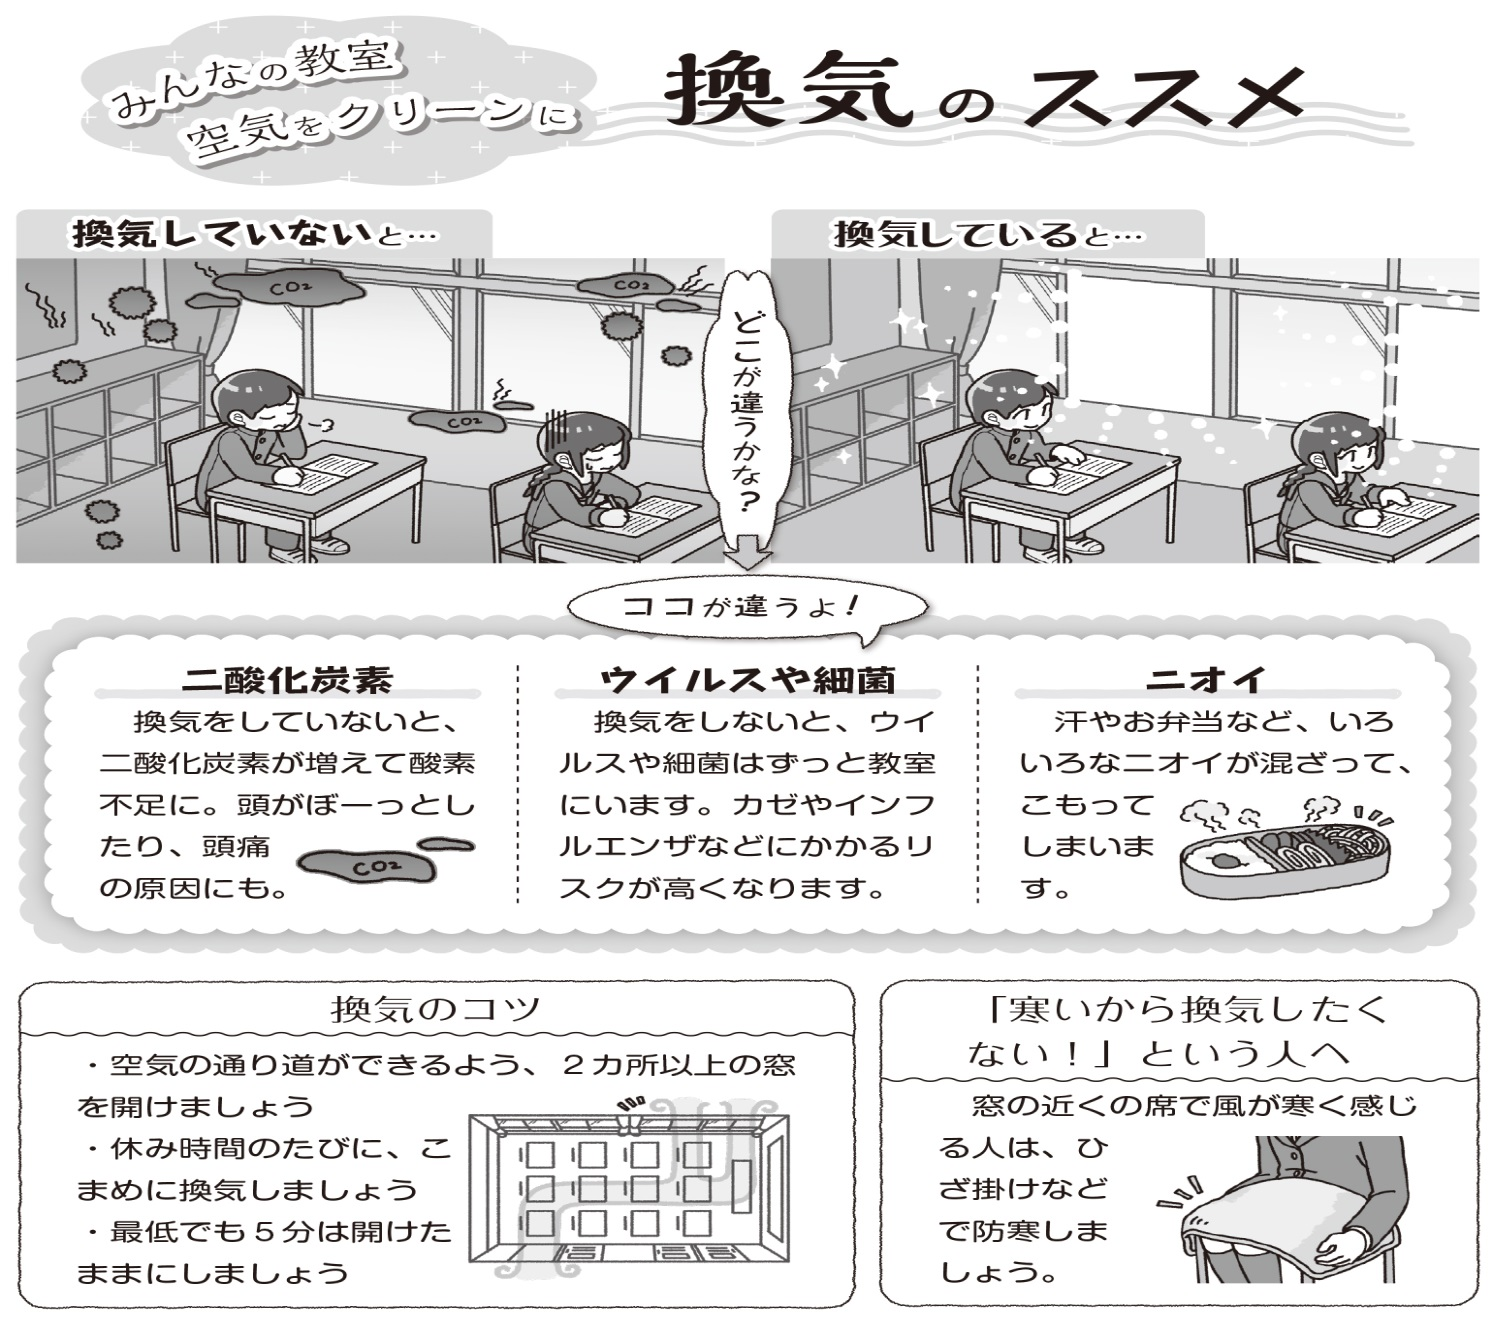 みんなの教室
空気をクリーンに
換気のススメ
換気していないと…
CO2
CO2
CO2
どこが違うかな？
換気していると…
ココが違うよ！
二酸化炭素
換気をしていないと、
二酸化炭素が増えて酸素
不足に。頭がぼーっとし
たり、頭痛
の原因にも。
CO2
ウイルスや細菌
換気をしないと、ウイ
ルスや細菌はずっと教室
にいます。カゼやインフ
ルエンザなどにかかるリ
スクが高くなります。
ニオイ
汗やお弁当など、いろ
いろなニオイが混ざって、
こもって
しまいま
す。
換気のコツ
・空気の通り道ができるよう、２カ所以上の窓
を開けましょう
・休み時間のたびに、こ
まめに換気しましょう
・最低でも５分は開けた
ままにしましょう
「寒いから換気したく
ない！」という人へ
窓の近くの席で風が寒く感じ
る人は、ひ
ざ掛けなど
で防寒しま
しょう。